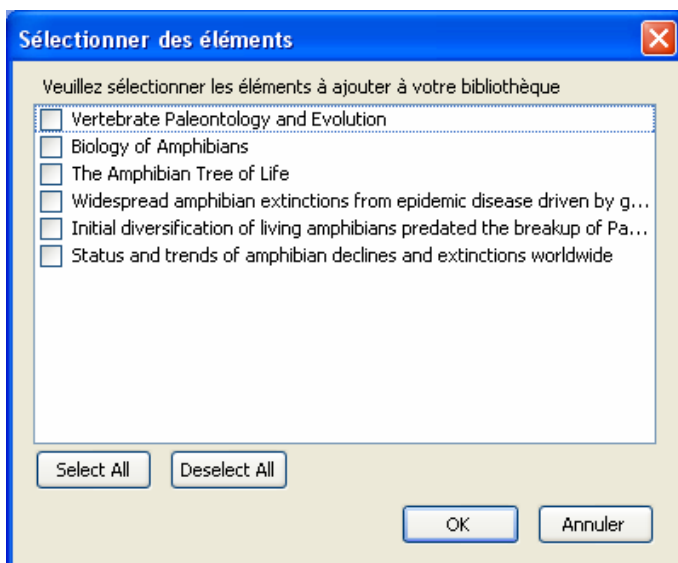 Sélectionner des éléments
Veuillez sélectionner les éléments à ajouter à votre bibliothèque
Vertebrate Paleontology and Evolution
Biology of Amphibians
The Amphibian Tree of Life
Widespread amphibian extinctions from epidemic disease driven by g...
Initial diversification of living amphibians predated the breakup of Pa...
Status and trends of amphibian declines and extinctions worldwide
Select All Deselect All
OK Annuler